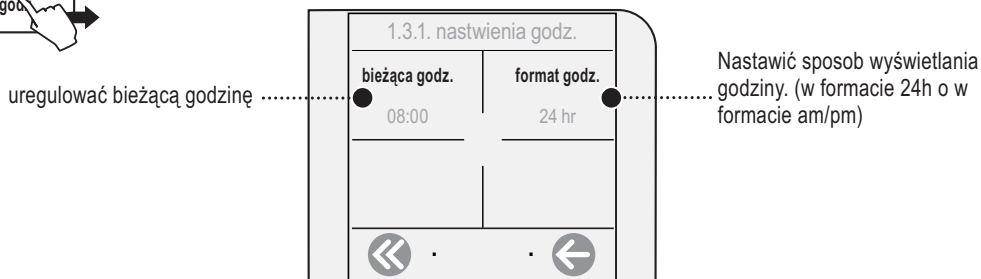 1.3.1. nastwienia godz.
bieżąca godz.
format godz.
08:00
24 hr
uregulować bieżącą godzinę
Nastawić sposob wyświetlania
godziny. (w formacie 24h o w
formacie am/pm)